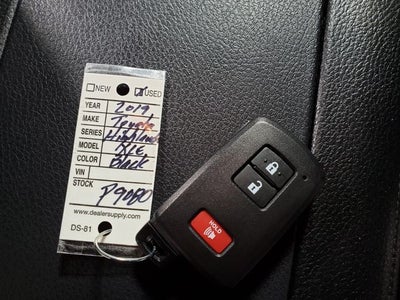 NEW USED
YEAR 2019
MAKE Toyota
SERIES Highlander
MODEL XLE
COLOR Black
VIN
STOCK P9080
www.dealersupply.com
DS-81
HOLD